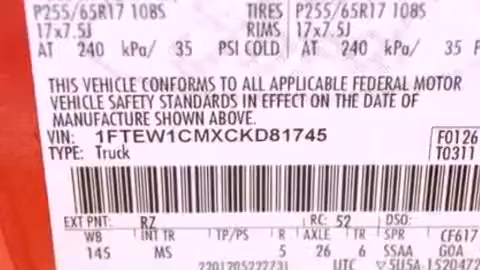 P255/65R17 108S TIRES P255/65R17 108S
17x7.5J RIMS 17x7.5J
AT 240 kPa/ 35 PSI COLD AT 240 kPa/ 35
THIS VEHICLE CONFORMS TO ALL APPLICABLE FEDERAL MOTOR
VEHICLE SAFETY STANDARDS IN EFFECT ON THE DATE OF
MANUFACTURE SHOWN ABOVE.
VIN: 1FTEW1CMXCKD81745 F0126
TYPE: Truck T0311
EXT PNT: RZ RC: 52 DSO:
WB INT TR TP/PS R AXLE TR SPR CF617
145 MS 5 26 6 SSAA GOA
UTC